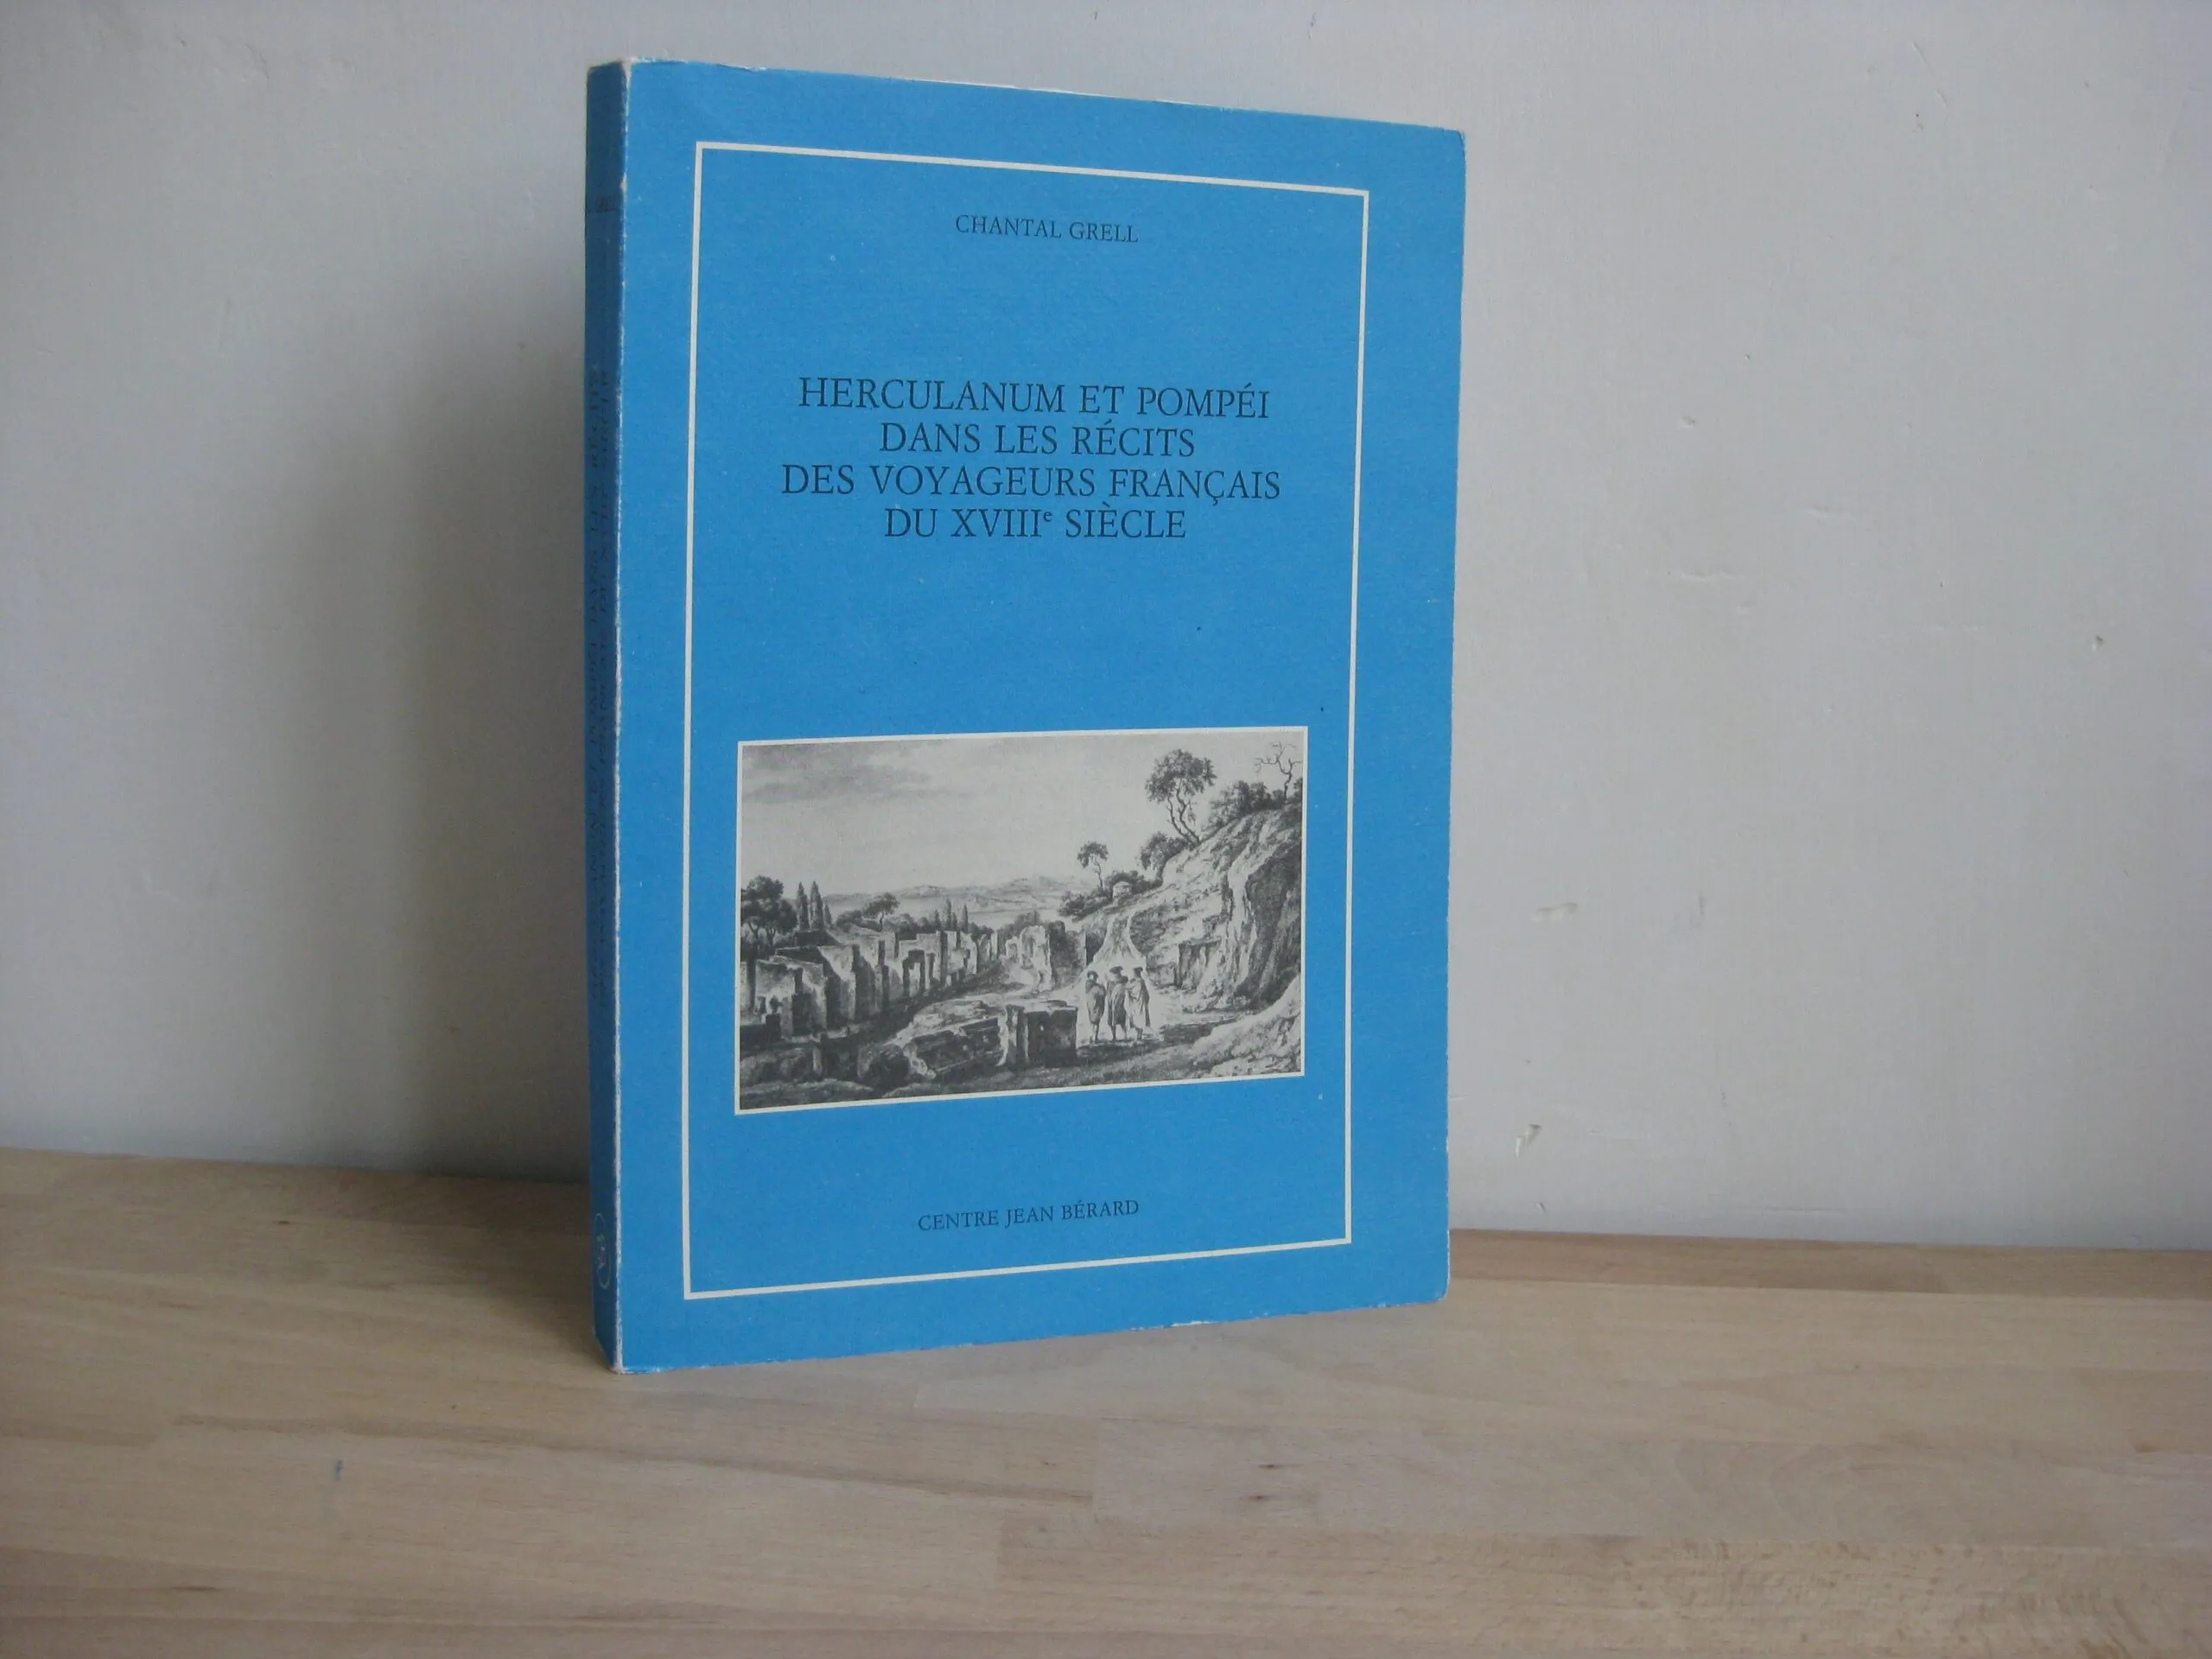 CHANTAL GRELL
HERCULANUM ET POMPÉI
DANS LES RÉCITS
DES VOYAGEURS FRANÇAIS
DU XVIIIe SIÈCLE
CENTRE JEAN BÉRARD